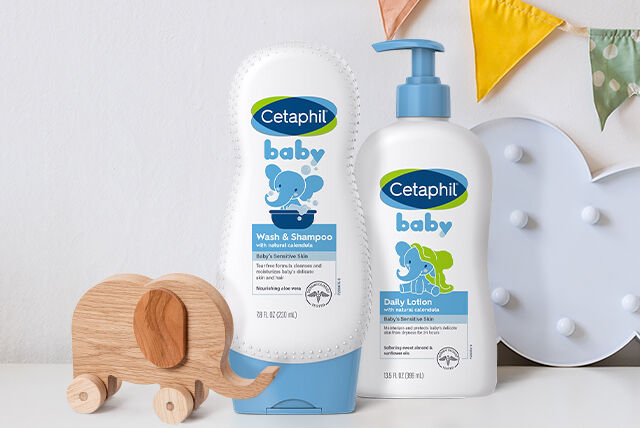 Cetaphil®
baby
Wash & Shampoo
with natural calendula
Baby's Sensitive Skin
Tear free formula cleanses and
moisturizes baby's delicate
skin and hair
Nourishing aloe vera
7.8 FL OZ (230 mL)
Cetaphil®
baby
Daily Lotion
with natural calendula
Baby's Sensitive Skin
Moisturizes and protects baby's delicate
skin from dryness for 24 hours
Softening sweet almond &
sunflower oils
13.5 FL OZ (399 mL)